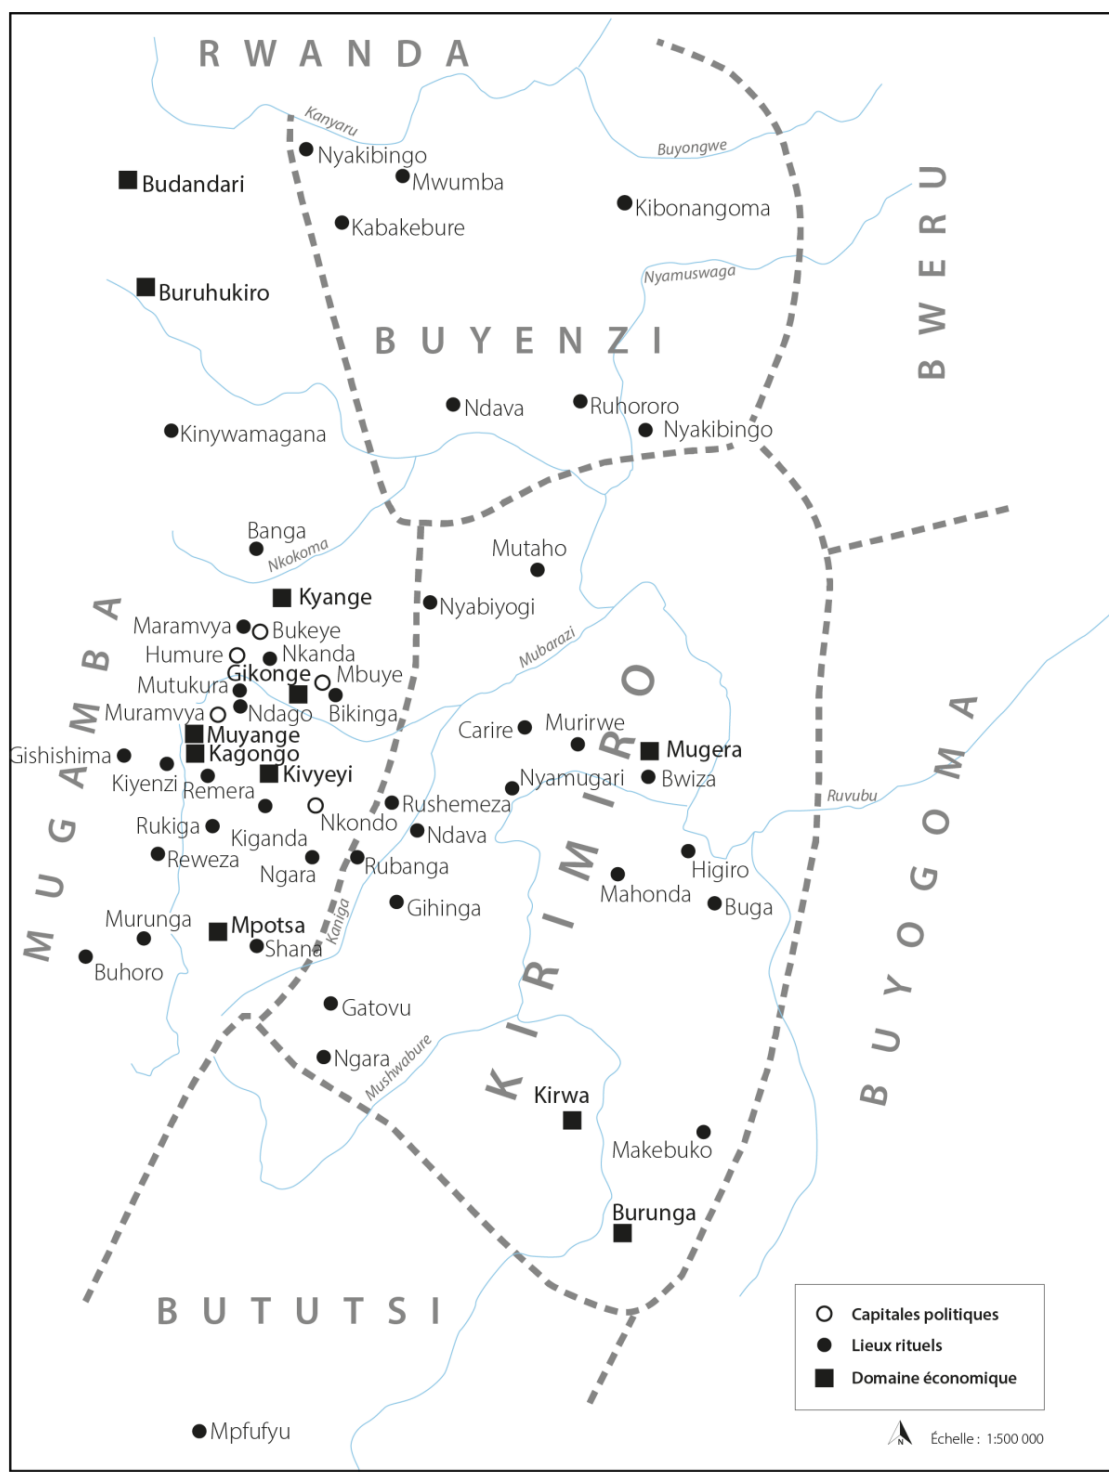 RWANDA
Kanyaru
Nyakibingo
Buyongwe
Mwumba
Budandari
Kibonangoma
Kabakebure
BWERU
Nyamuswaga
Buruhukiro
BUYENZI
Ndava
Ruhororo
Nyakibingo
Kinywamagana
Banga
Nkokoma
Mutaho
Kyange
Nyabiyogi
Maramvya
Bukeye
Mubarazi
Humure
Nkanda
Gikonge
Mbuye
Mutukura
Muramvya
Ndago
Bikinga
MUGAMBA
Muyange
Carire
Murirwe
Gishishima
Kagongo
Mugera
Kiyenzi
Kivyeyi
Nyamugari
Bwiza
Remera
Ruvubu
Rushemeza
Nkondo
Rukiga
Kiganda
Ndava
Reweza
Ngara
Rubanga
Higiro
KIRIMIRO
BUYOGOMA
Mahonda
Gihinga
Buga
Murunga
Mpotsa
Kaniga
Shana
Buhoro
Gatovu
Ngara
Mushwabure
Kirwa
Makebuko
Burunga
BUTUTSI
Mpfufyu
Capitales politiques
Lieux rituels
Domaine économique
N
Échelle : 1:500 000